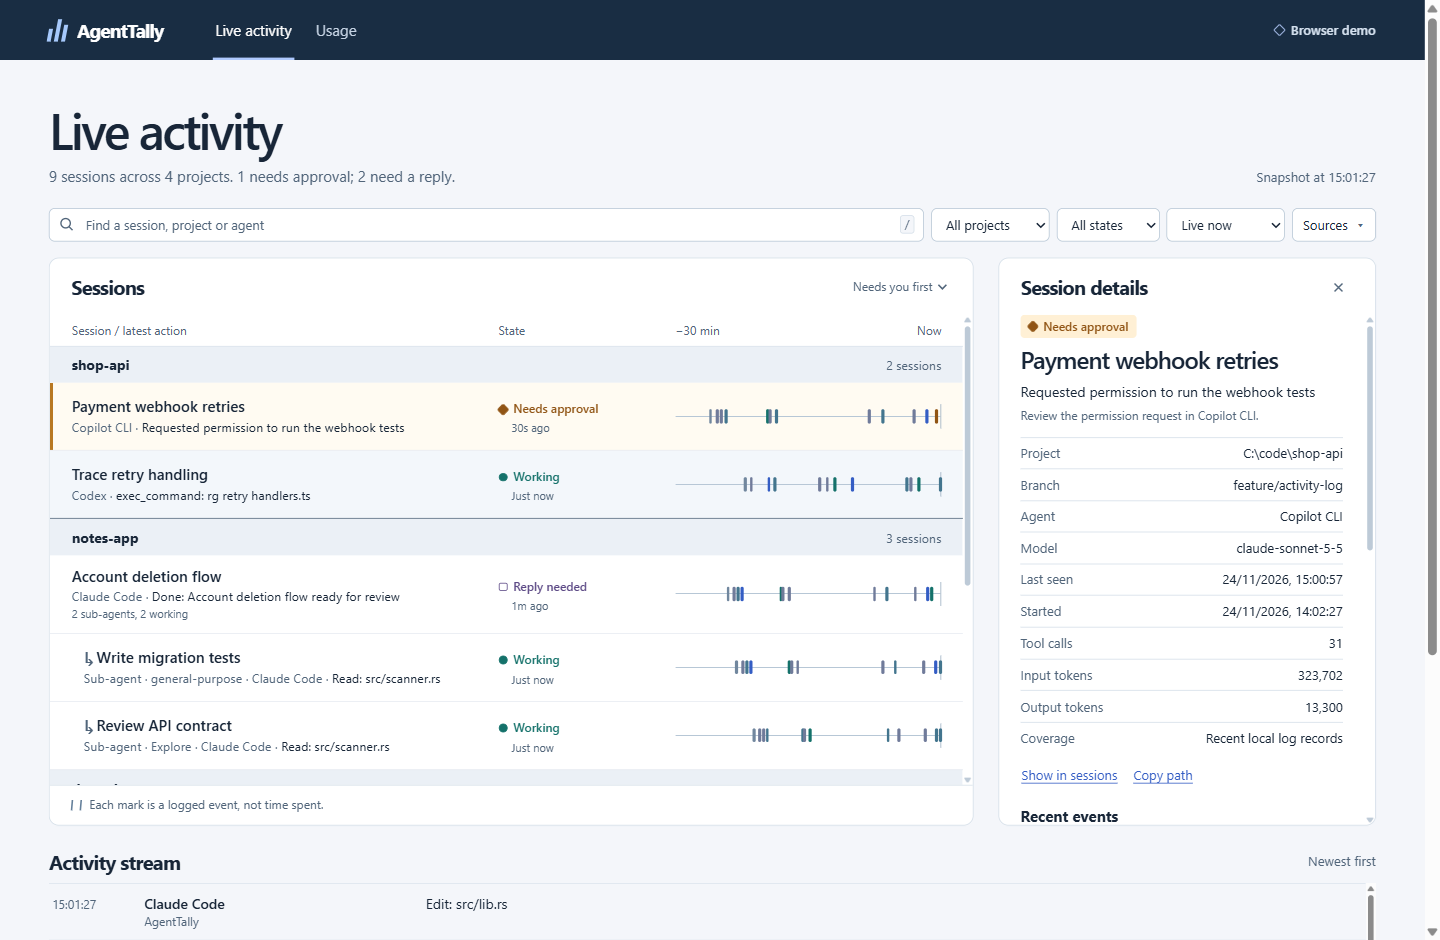 AgentTally
Live activity
Usage
Browser demo
Live activity
9 sessions across 4 projects. 1 needs approval; 2 need a reply.
Snapshot at 15:01:27
Find a session, project or agent
/
All projects
All states
Live now
Sources
Sessions
Needs you first
Session / latest action
State
−30 min
Now
shop-api
2 sessions
Payment webhook retries
Needs approval
Copilot CLI · Requested permission to run the webhook tests
30s ago
Trace retry handling
Working
Codex · exec_command: rg retry handlers.ts
Just now
notes-app
3 sessions
Account deletion flow
Reply needed
Claude Code · Done: Account deletion flow ready for review
1m ago
2 sub-agents, 2 working
Write migration tests
Working
Sub-agent · general-purpose · Claude Code · Read: src/scanner.rs
Just now
Review API contract
Working
Sub-agent · Explore · Claude Code · Read: src/scanner.rs
Just now
Each mark is a logged event, not time spent.
Session details
Needs approval
Payment webhook retries
Requested permission to run the webhook tests
Review the permission request in Copilot CLI.
Project
C:\code\shop-api
Branch
feature/activity-log
Agent
Copilot CLI
Model
claude-sonnet-5-5
Last seen
24/11/2026, 15:00:57
Started
24/11/2026, 14:02:27
Tool calls
31
Input tokens
323,702
Output tokens
13,300
Coverage
Recent local log records
Show in sessions
Copy path
Recent events
Activity stream
Newest first
15:01:27
Claude Code
Edit: src/lib.rs
AgentTally